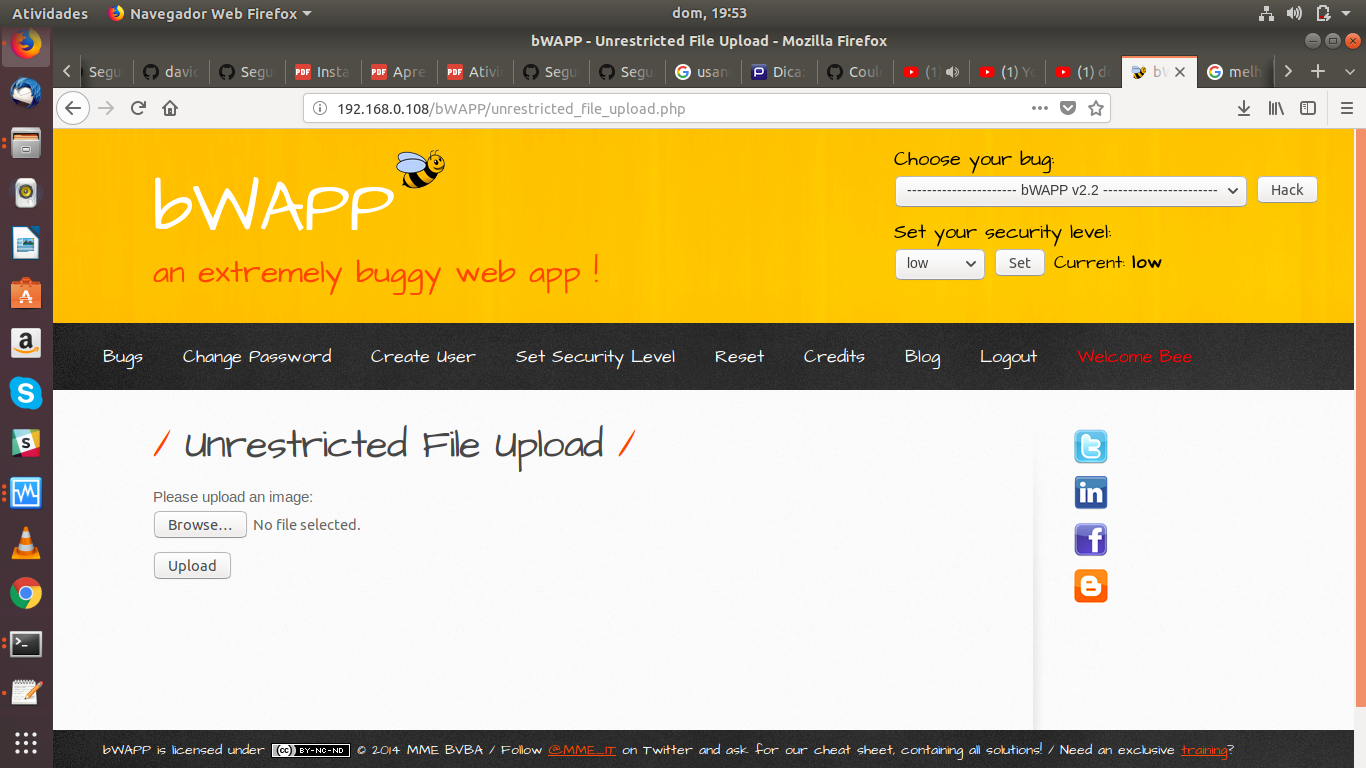 Atividades Navegador Web Firefox dom, 19:53
bWAPP - Unrestricted File Upload - Mozilla Firefox
Segu davic Segu Insta Apre Ativi Segu Segu usan Dica: Coul (1) (1) Yo (1) d bW melh
192.168.0.108/bWAPP/unrestricted_file_upload.php
bWAPP
an extremely buggy web app !
Choose your bug:
---------------------- bWAPP v2.2 ----------------------- Hack
Set your security level:
low Set Current: low
Bugs Change Password Create User Set Security Level Reset Credits Blog Logout Welcome Bee
/ Unrestricted File Upload /
Please upload an image:
Browse... No file selected.
Upload
bWAPP is licensed under (cc) BY-NC-ND © 2014 MME BVBA / Follow @MME_IT on Twitter and ask for our cheat sheet, containing all solutions! / Need an exclusive training?